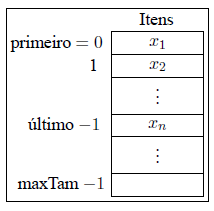 Itens
primeiro = 0 x₁
1 x₂
⋮
último −1 xₙ
⋮
maxTam −1